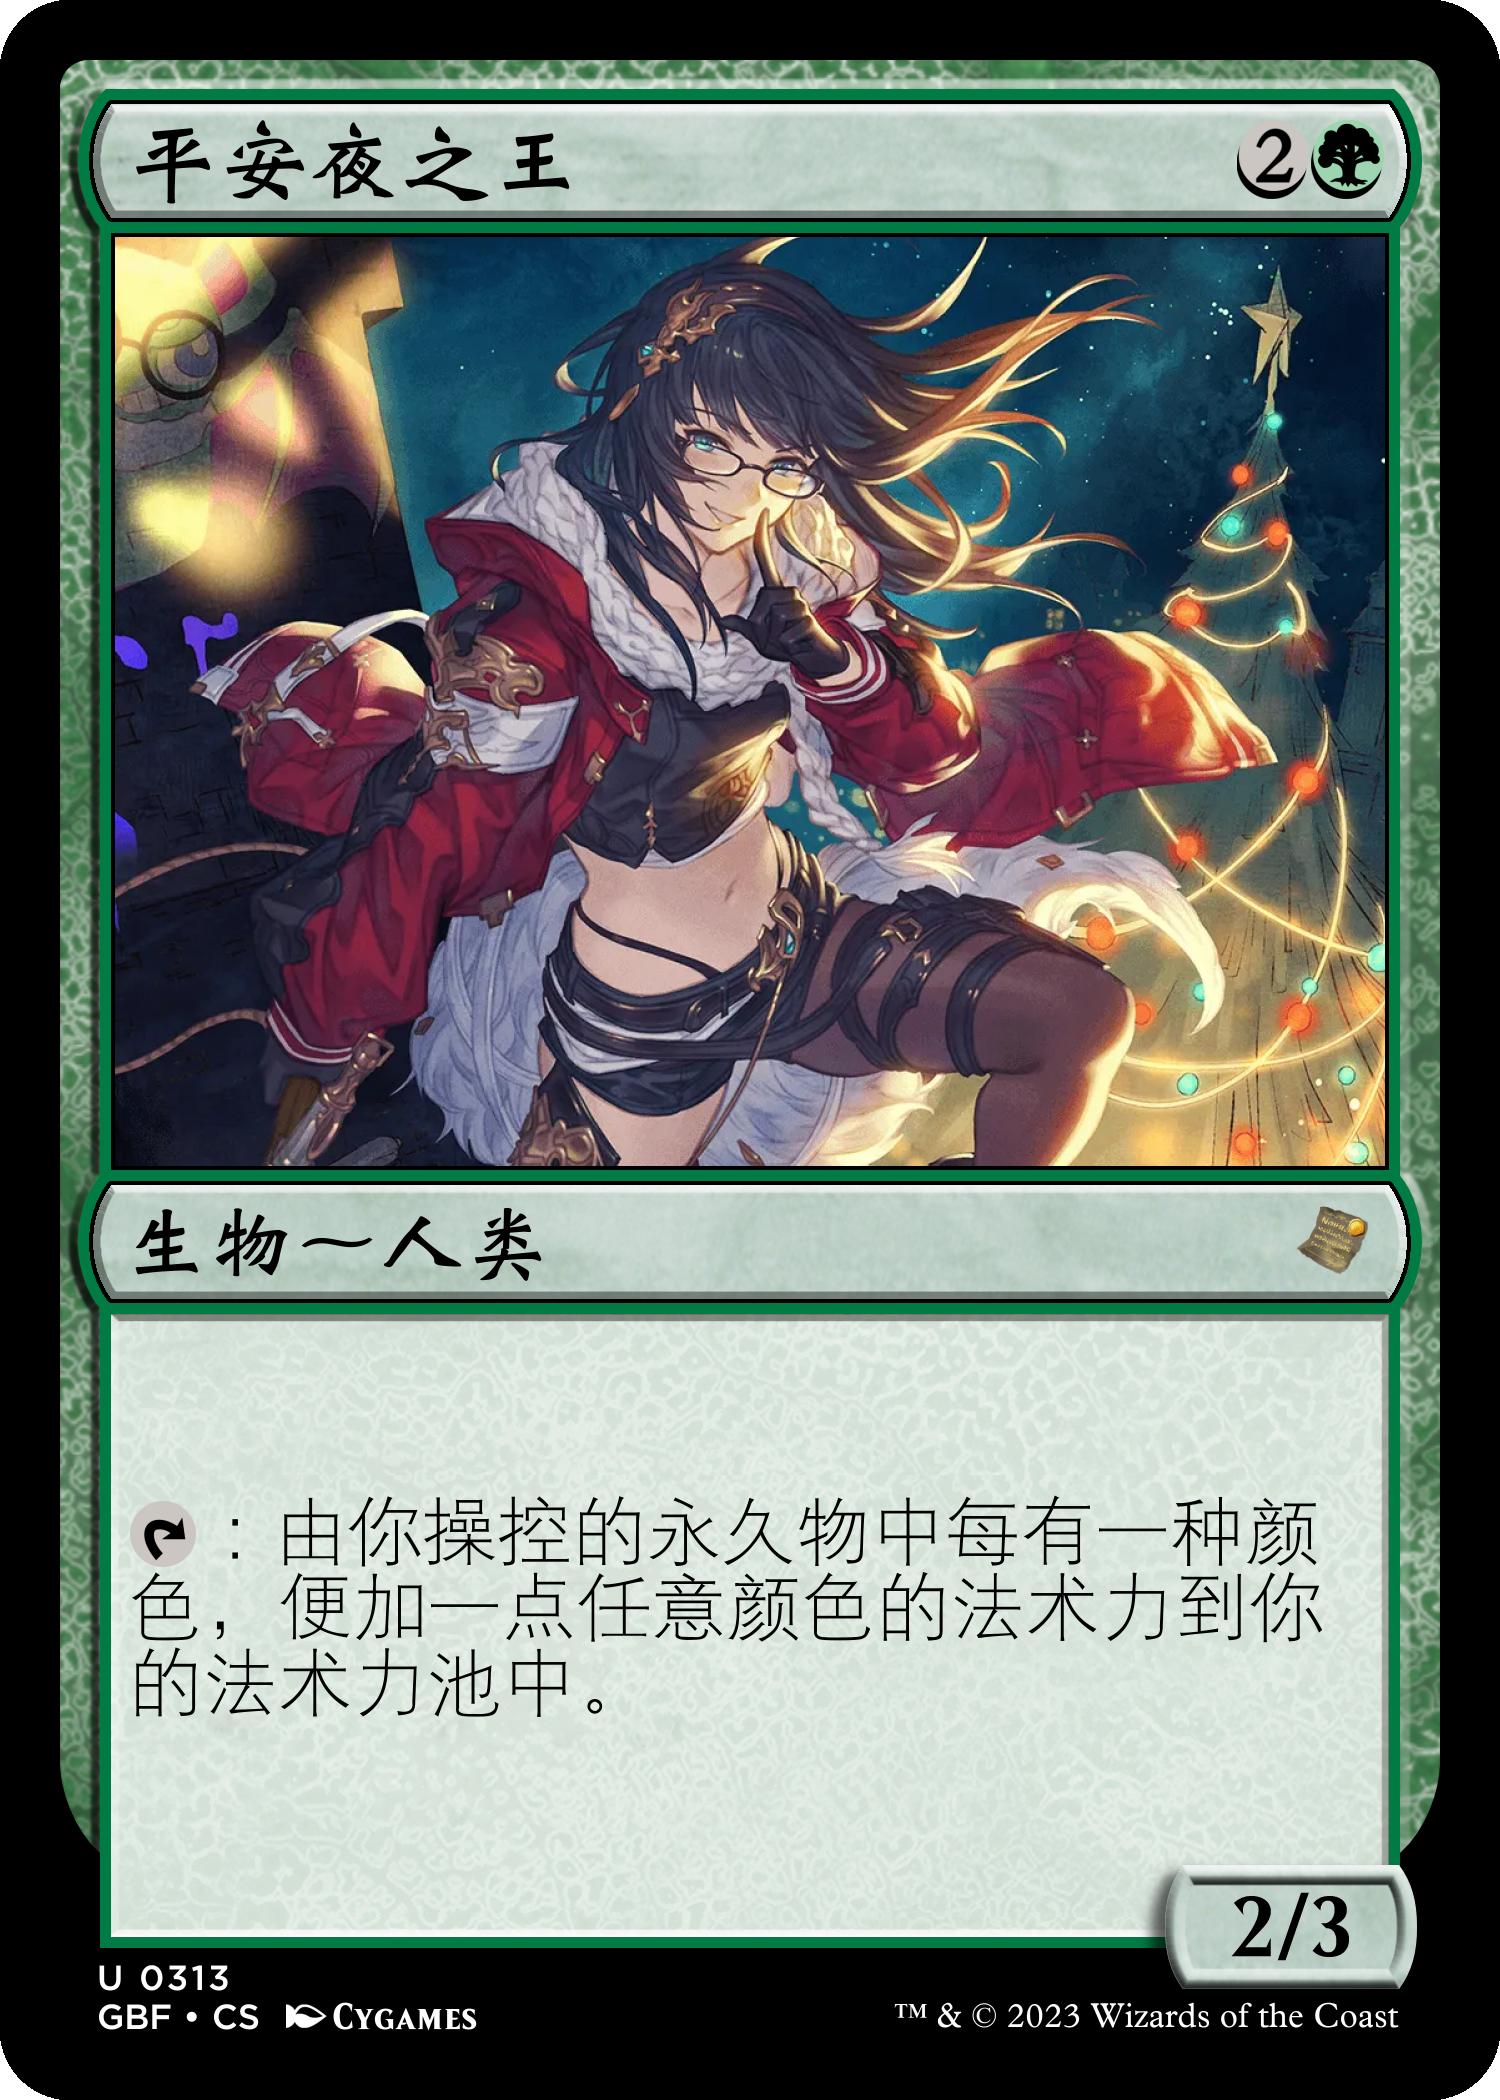 平安夜之王 2
生物~人类
：由你操控的永久物中每有一种颜
色，便加一点任意颜色的法术力到你
的法术力池中。
2/3
U 0313
GBF • CS CYGAMES
™ & © 2023 Wizards of the Coast